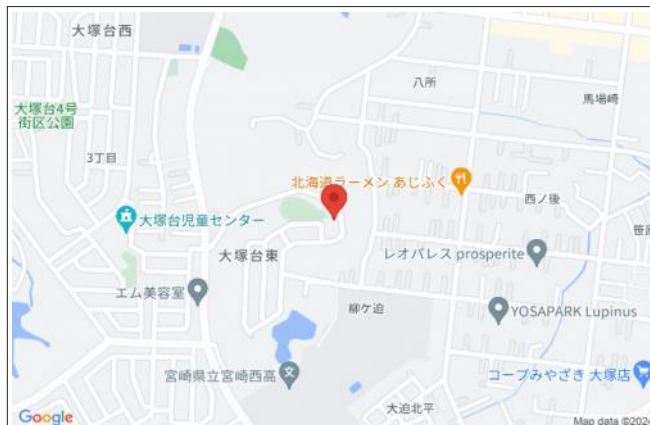 大塚台西
八所
馬場崎
大塚台4号
街区公園
3丁目
北海道ラーメン あじふく
西ノ後
大塚台児童センター
笹原
大塚台東
レオパレス prosperite
エム美容室
柳ケ迫
YOSAPARK Lupinus
宮崎県立宮崎西高
コープみやざき 大塚店
大迫北平
Google
Map data ©2024